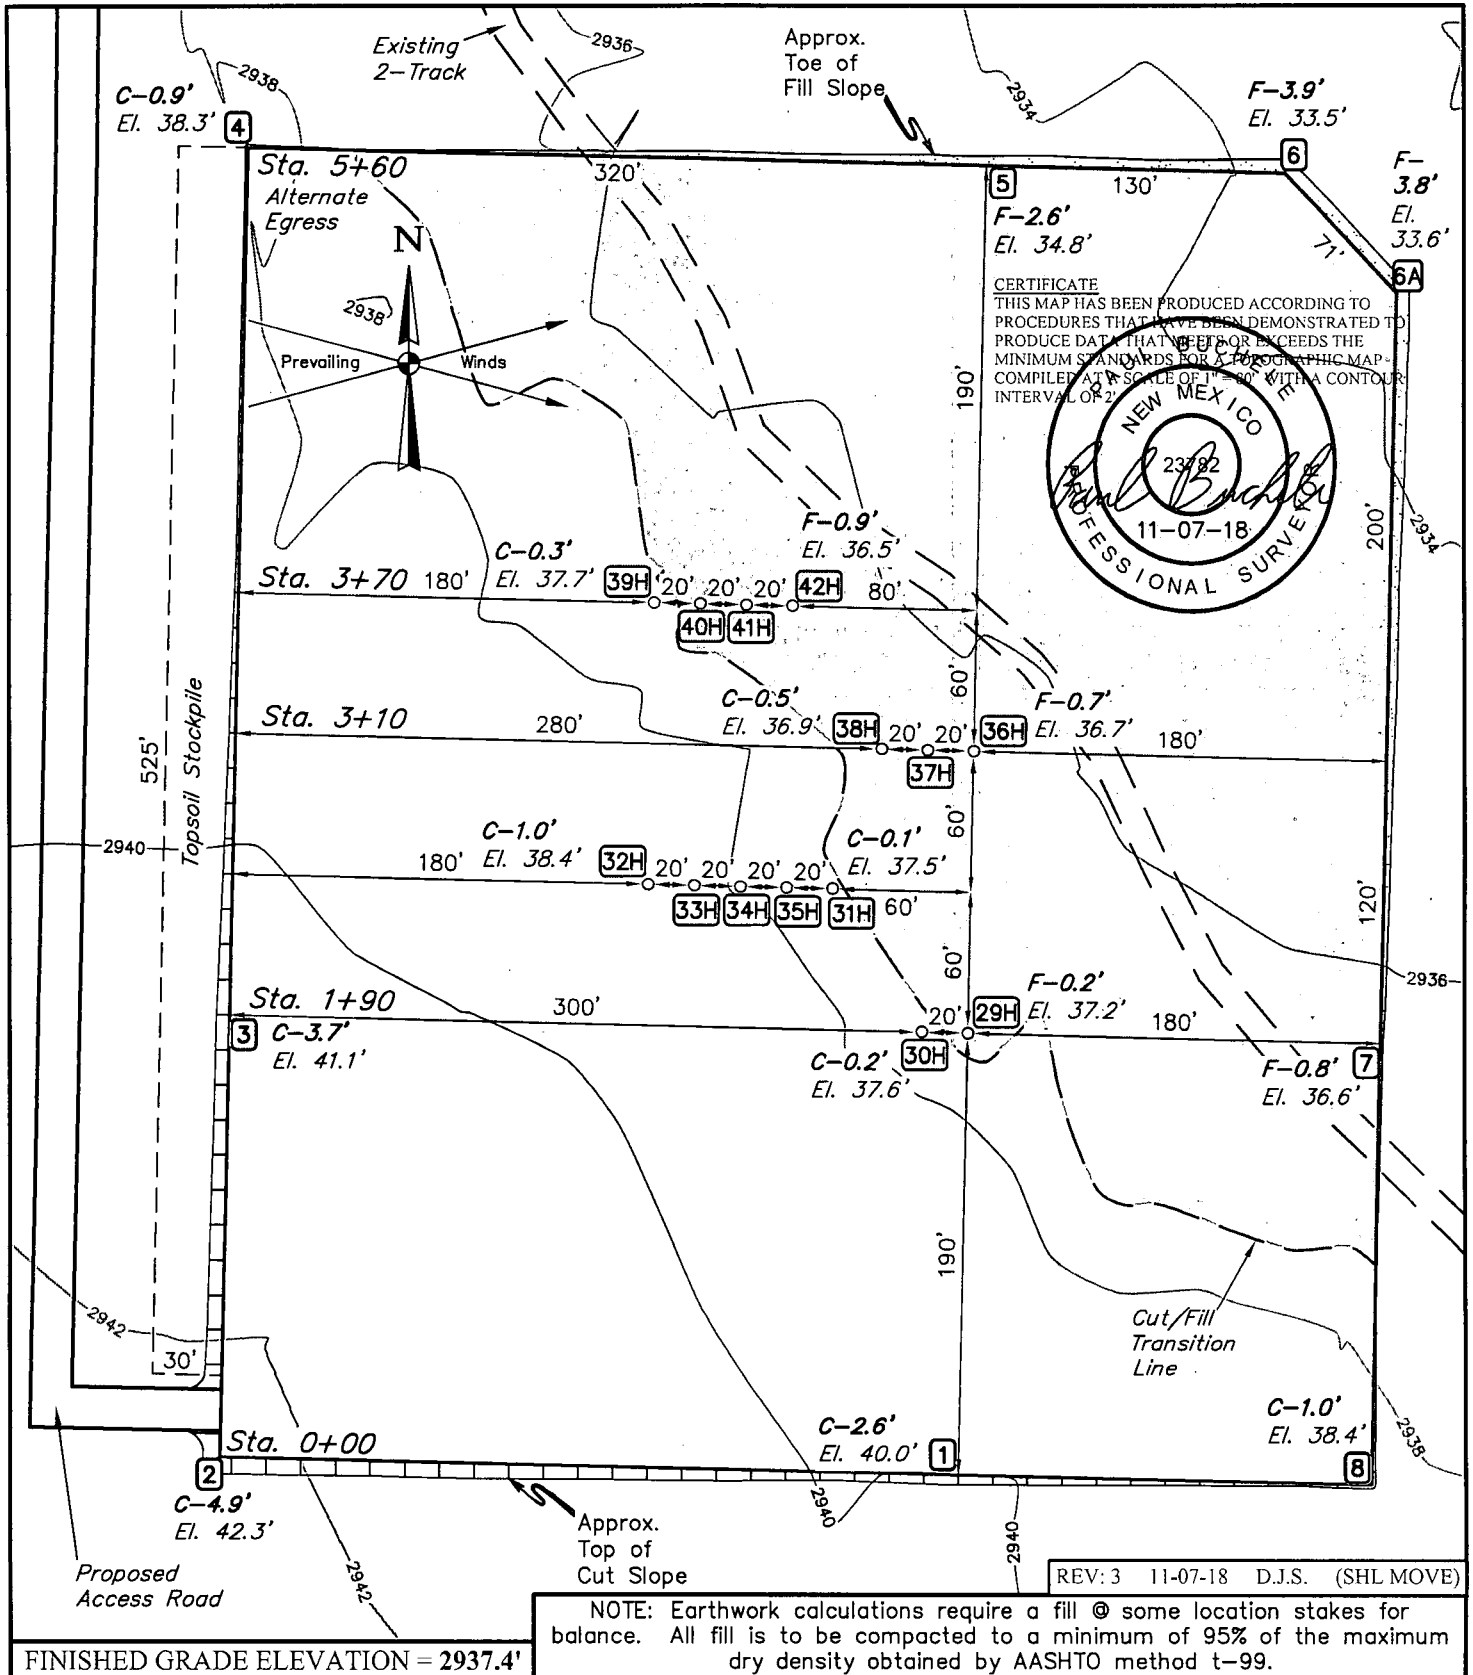 Existing
2-Track
2936
Approx.
Toe of
Fill Slope
2938
2934
C-0.9'
El. 38.3'
4
F-3.9'
El. 33.5'
6
F-
3.8'
El.
33.6'
6A
Sta. 5+60
320'
5
130'
71'
Alternate
Egress
F-2.6'
El. 34.8'
N
2938
Prevailing
Winds
CERTIFICATE
THIS MAP HAS BEEN PRODUCED ACCORDING TO
PROCEDURES THAT HAVE BEEN DEMONSTRATED TO
PRODUCE DATA THAT MEETS OR EXCEEDS THE
MINIMUM STANDARDS FOR A TOPOGRAPHIC MAP
COMPILED AT A SCALE OF 1" = 60' WITH A CONTOUR
INTERVAL OF 2'
PAUL BUCHELE
NEW MEXICO
23782
11-07-18
PROFESSIONAL SURVEYOR
190'
200'
2934
F-0.9'
El. 36.5'
C-0.3'
El. 37.7'
Sta. 3+70
180'
39H
20'
20'
20'
42H
80'
40H
41H
60'
Topsoil Stockpile
525'
C-0.5'
El. 36.9'
F-0.7'
El. 36.7'
Sta. 3+10
280'
38H
20'
20'
36H
180'
37H
60'
2940
C-1.0'
El. 38.4'
C-0.1'
El. 37.5'
180'
32H
20'
20'
20'
20'
33H
34H
35H
31H
60'
120'
60'
2936
F-0.2'
El. 37.2'
Sta. 1+90
300'
20'
29H
180'
3
C-3.7'
El. 41.1'
30H
C-0.2'
El. 37.6'
F-0.8'
El. 36.6'
7
190'
2942
30'
Cut/Fill
Transition
Line
C-1.0'
El. 38.4'
2938
Sta. 0+00
C-2.6'
El. 40.0'
1
8
2
C-4.9'
El. 42.3'
2940
2940
Approx.
Top of
Cut Slope
2942
Proposed
Access Road
REV: 3 11-07-18 D.J.S. (SHL MOVE)
NOTE: Earthwork calculations require a fill @ some location stakes for
balance. All fill is to be compacted to a minimum of 95% of the maximum
dry density obtained by AASHTO method t-99.
FINISHED GRADE ELEVATION = 2937.4'